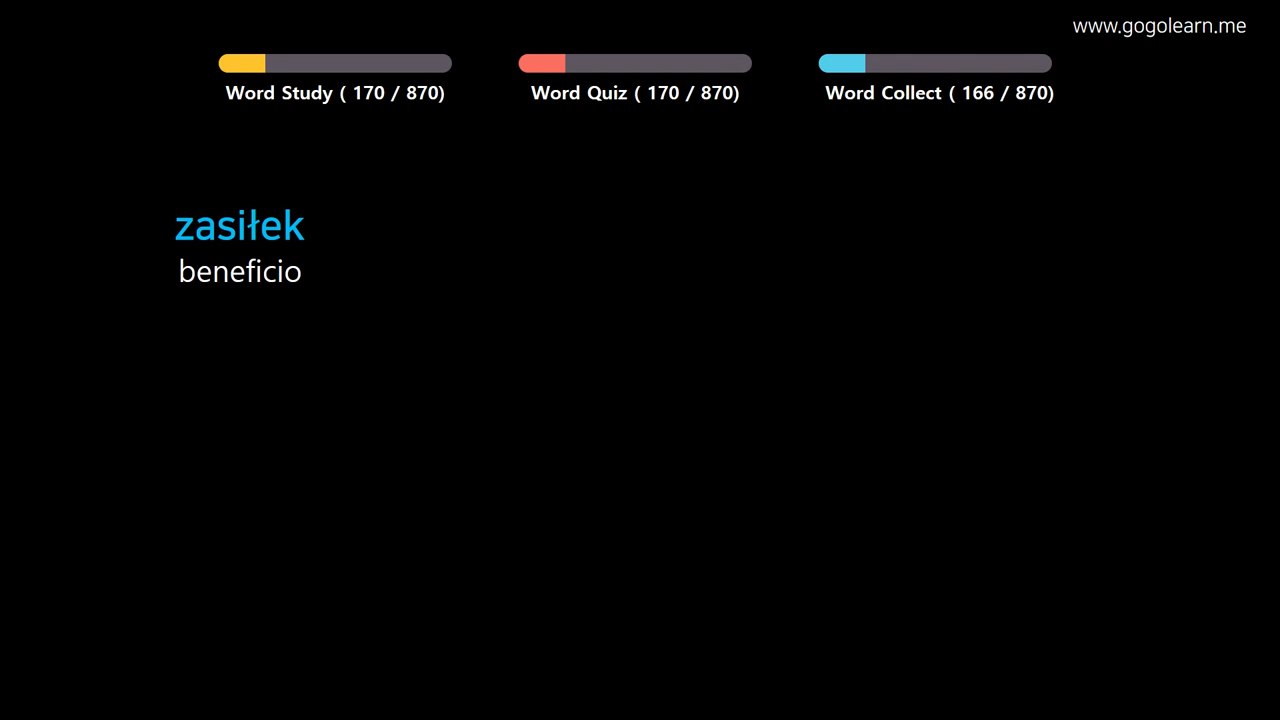 www.gogolearn.me
Word Study ( 170 / 870)
Word Quiz ( 170 / 870)
Word Collect ( 166 / 870)
zasiłek
beneficio